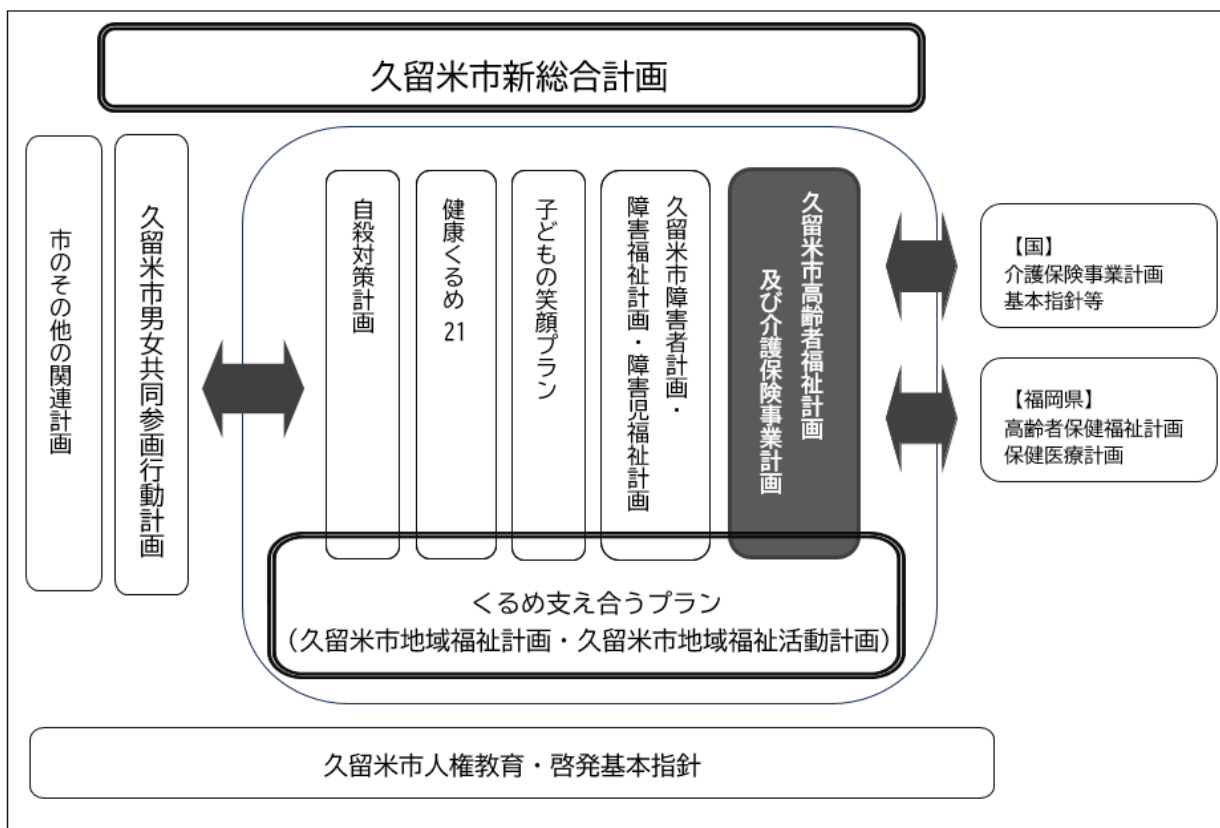 久留米市新総合計画
市のその他の関連計画
久留米市男女共同参画行動計画
自殺対策計画
健康くるめ
21
子どもの笑顔プラン
久留米市障害者計画・
障害福祉計画・障害児福祉計画
久留米市高齢者福祉計画
及び介護保険事業計画
【国】
介護保険事業計画
基本指針等
【福岡県】
高齢者保健福祉計画
保健医療計画
くるめ支え合うプラン
（久留米市地域福祉計画・久留米市地域福祉活動計画）
久留米市人権教育・啓発基本指針